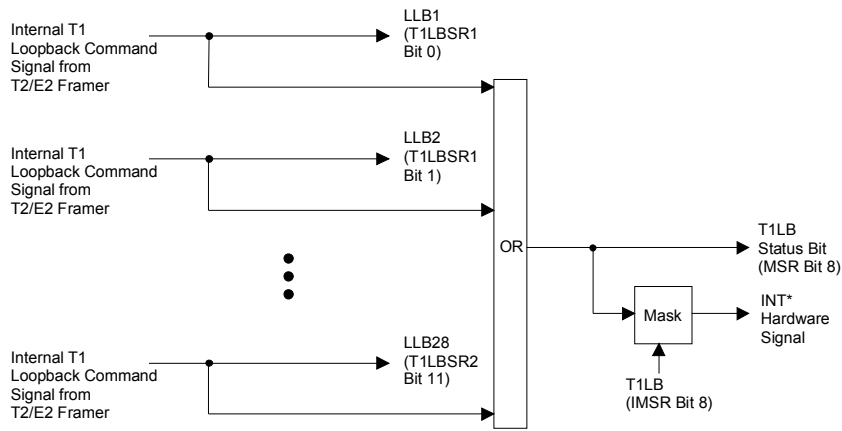 Internal T1
Loopback Command
Signal from
T2/E2 Framer
LLB1
(T1LBSR1
Bit 0)
Internal T1
Loopback Command
Signal from
T2/E2 Framer
LLB2
(T1LBSR1
Bit 1)
OR
T1LB
Status Bit
(MSR Bit 8)
Mask
INT*
Hardware
Signal
T1LB
(IMSR Bit 8)
Internal T1
Loopback Command
Signal from
T2/E2 Framer
LLB28
(T1LBSR2
Bit 11)